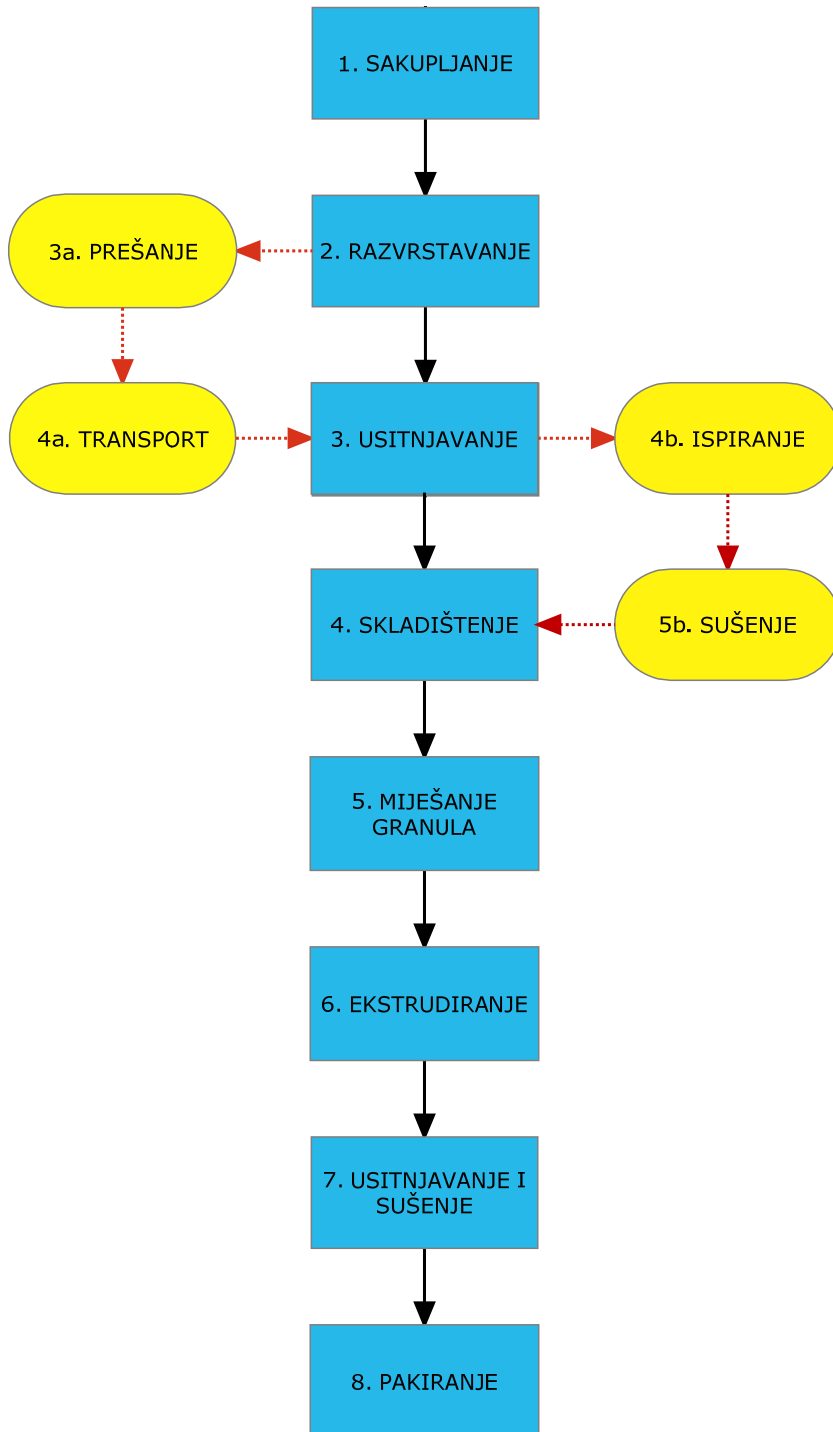 1. SAKUPLJANJE
3a. PREŠANJE
2. RAZVRSTAVANJE
4a. TRANSPORT
3. USITNJAVANJE
4b. ISPIRANJE
4. SKLADIŠTENJE
5b. SUŠENJE
5. MIJEŠANJE
GRANULA
6. EKSTRUDIRANJE
7. USITNJAVANJE I
SUŠENJE
8. PAKIRANJE